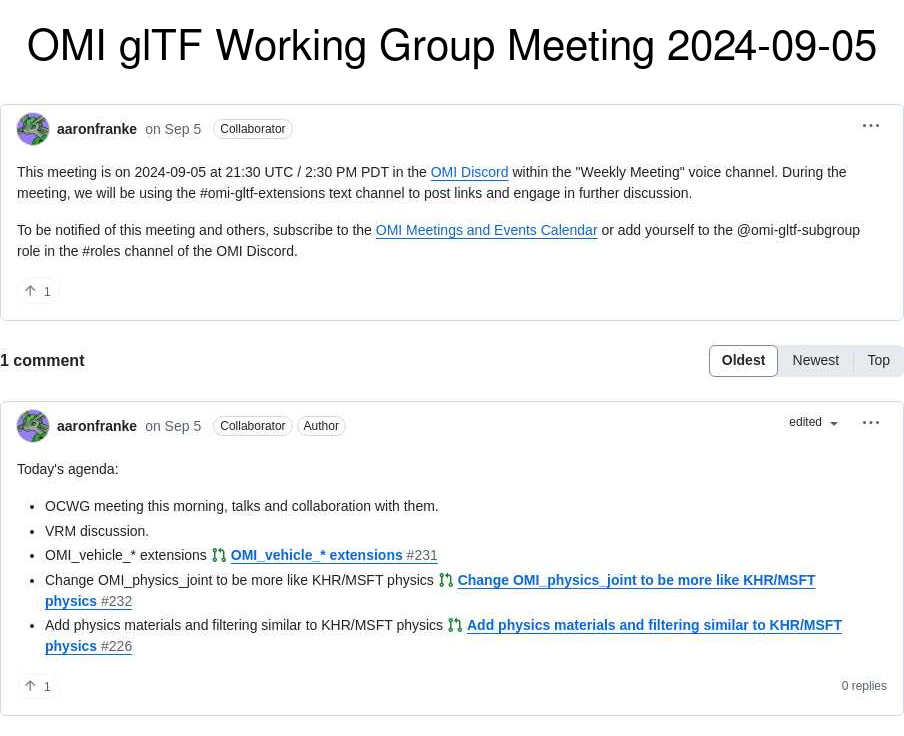 OMI glTF Working Group Meeting 2024-09-05
aaronfranke on Sep 5 Collaborator
This meeting is on 2024-09-05 at 21:30 UTC / 2:30 PM PDT in the OMI Discord within the "Weekly Meeting" voice channel. During the
meeting, we will be using the #omi-gltf-extensions text channel to post links and engage in further discussion.
To be notified of this meeting and others, subscribe to the OMI Meetings and Events Calendar or add yourself to the @omi-gltf-subgroup
role in the #roles channel of the OMI Discord.
1
1 comment
Oldest Newest Top
aaronfranke on Sep 5 Collaborator Author edited
Today's agenda:
OCWG meeting this morning, talks and collaboration with them.
VRM discussion.
OMI_vehicle_* extensions OMI_vehicle_* extensions #231
Change OMI_physics_joint to be more like KHR/MSFT physics Change OMI_physics_joint to be more like KHR/MSFT
physics #232
Add physics materials and filtering similar to KHR/MSFT physics Add physics materials and filtering similar to KHR/MSFT
physics #226
1 0 replies